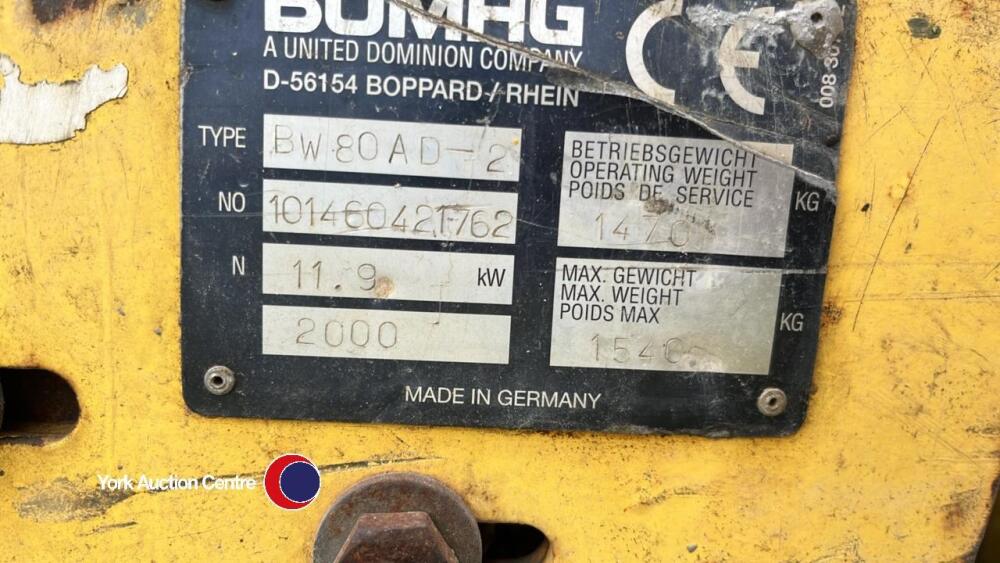 BOMAG
A UNITED DOMINION COMPANY
D-56154 BOPPARD/RHEIN
CE
TYPE BW 80 AD-2
NO 101460421762
N 11.9 kW
2000
BETRIEBSGEWICHT
OPERATING WEIGHT
POIDS DE SERVICE
1470 KG
MAX. GEWICHT
MAX. WEIGHT
POIDS MAX
1540 KG
MADE IN GERMANY
York Auction Centre